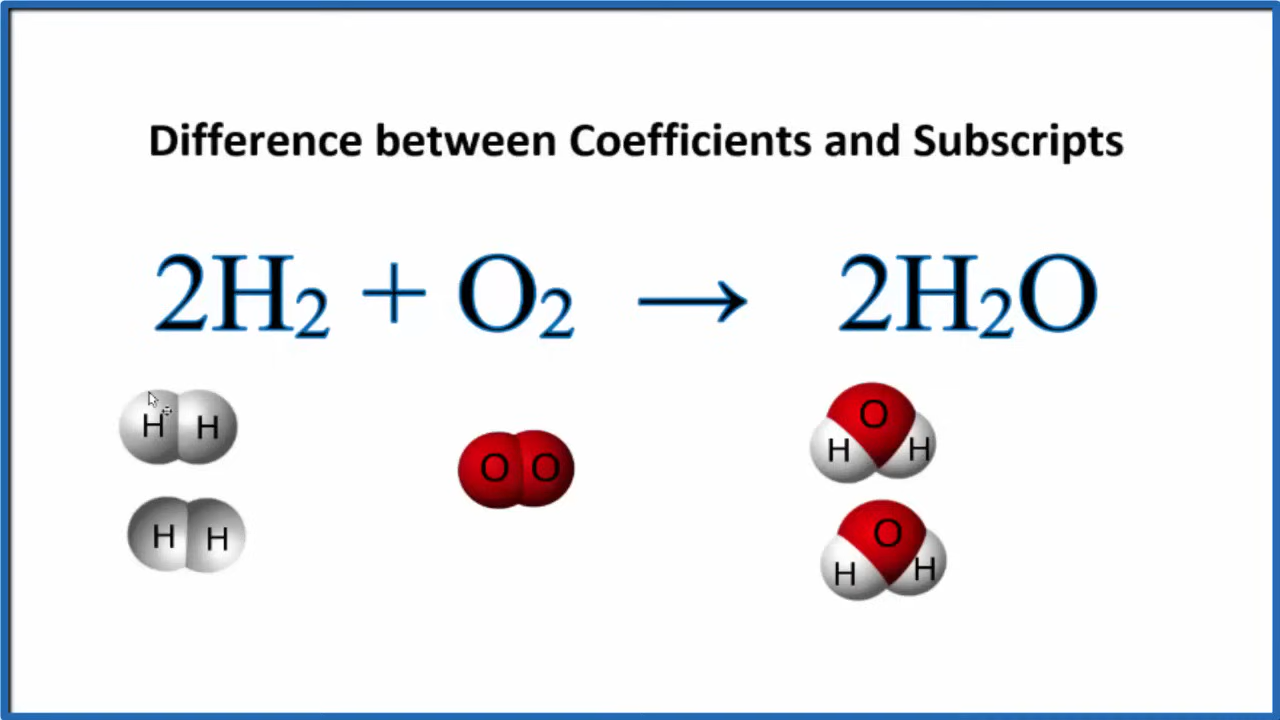 Difference between Coefficients and Subscripts
2H₂ + O₂ → 2H₂O
H H
O O
O
H H
H H
O
H H